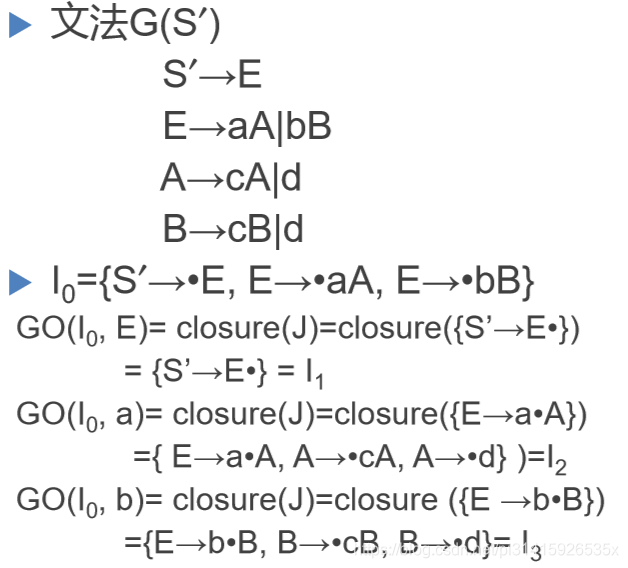 文法G(S′)
S′→E
E→aA|bB
A→cA|d
B→cB|d
I₀={S′→•E, E→•aA, E→•bB}
GO(I₀, E)= closure(J)=closure({S’→E•})
= {S’→E•} = I₁
GO(I₀, a)= closure(J)=closure({E→a•A})
={ E→a•A, A→•cA, A→•d} )=I₂
GO(I₀, b)= closure(J)=closure ({E →b•B})
={E→b•B, B→•cB, B→•d}= I₃